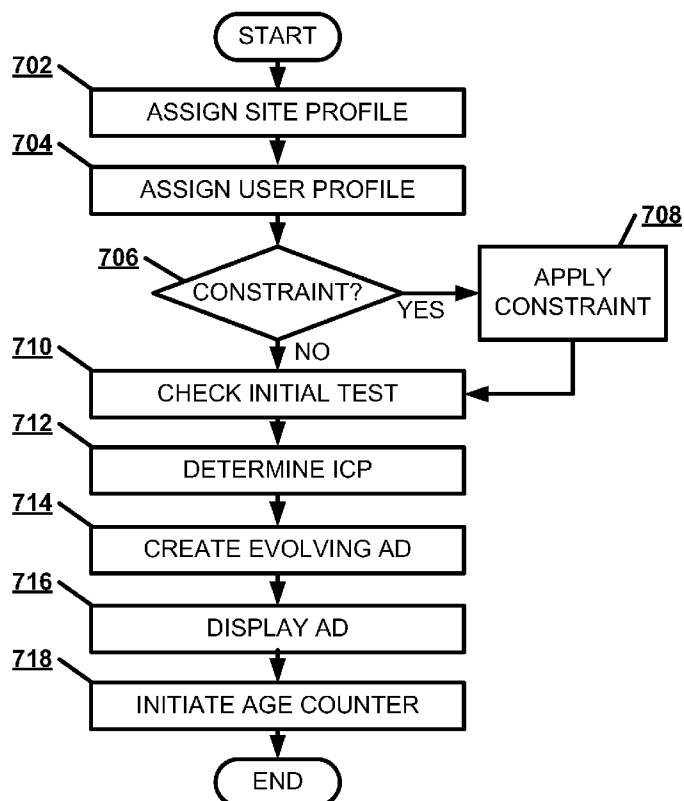 START
702
ASSIGN SITE PROFILE
704
ASSIGN USER PROFILE
706
CONSTRAINT?
YES
708
APPLY
CONSTRAINT
NO
710
CHECK INITIAL TEST
712
DETERMINE ICP
714
CREATE EVOLVING AD
716
DISPLAY AD
718
INITIATE AGE COUNTER
END